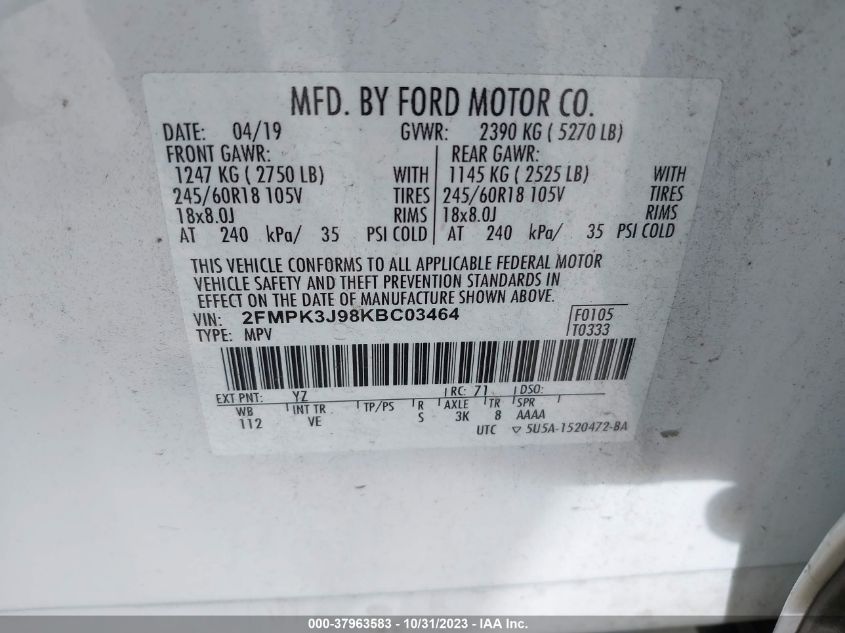 MFD. BY FORD MOTOR CO.
DATE: 04/19 GVWR: 2390 KG ( 5270 LB)
FRONT GAWR: REAR GAWR:
1247 KG ( 2750 LB) WITH 1145 KG ( 2525 LB) WITH
245/60R18 105V TIRES 245/60R18 105V TIRES
18x8.0J RIMS 18x8.0J RIMS
AT 240 kPa/ 35 PSI COLD AT 240 kPa/ 35 PSI COLD
THIS VEHICLE CONFORMS TO ALL APPLICABLE FEDERAL MOTOR
VEHICLE SAFETY AND THEFT PREVENTION STANDARDS IN
EFFECT ON THE DATE OF MANUFACTURE SHOWN ABOVE.
VIN: 2FMPK3J98KBC03464 F0105
TYPE: MPV T0333
EXT PNT: YZ RC: 71 DSO:
WB INT TR TP/PS R AXLE TR SPR
112 VE S 3K 8 AAAA
UTC ▽ 5U5A-1520472-BA
000-37963583 - 10/31/2023 - IAA Inc.